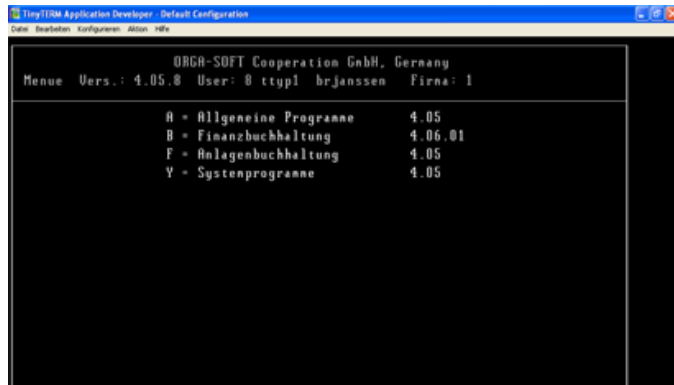 TinyTERM Application Developer - Default Configuration
Datei Bearbeiten Konfigurieren Aktion Hilfe
ORGA-SOFT Cooperation GmbH, Germany
Menue Vers.: 4.05.8 User: 8 ttyp1 brjanssen Firma: 1
A = Allgemeine Programme 4.05
B = Finanzbuchhaltung 4.06.01
F = Anlagenbuchhaltung 4.05
Y = Systemprogramme 4.05